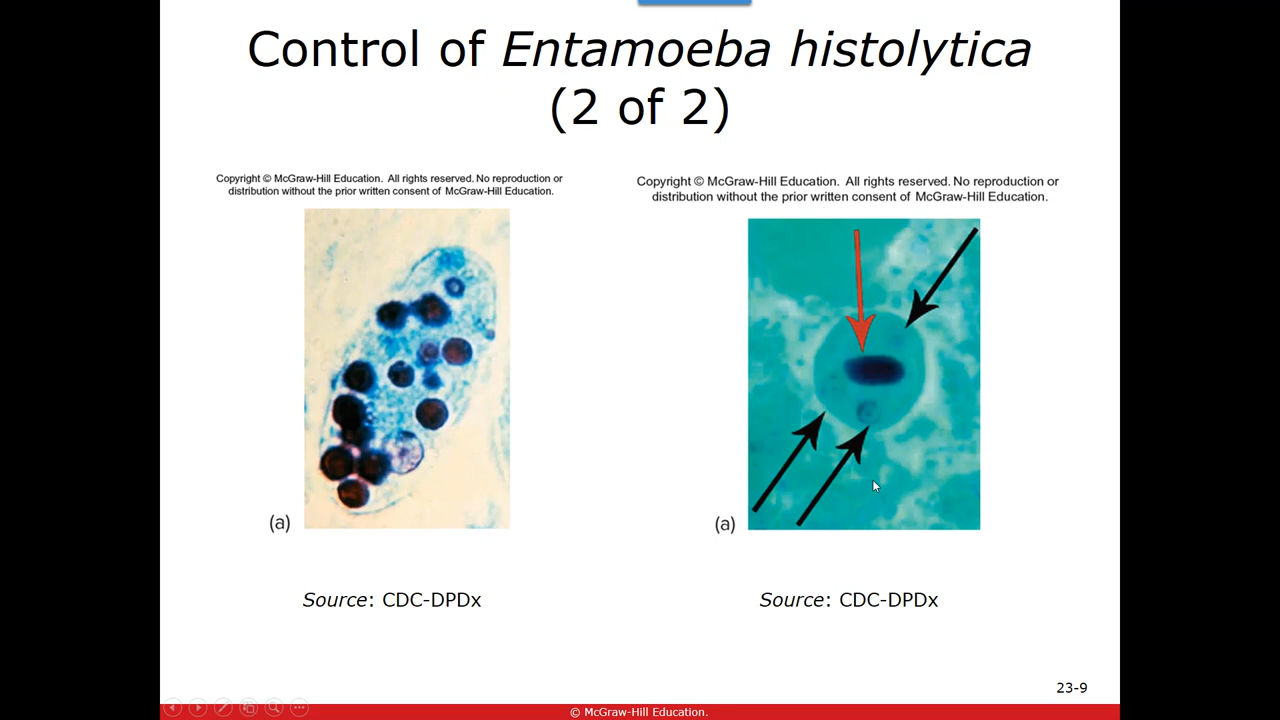 Control of Entamoeba histolytica
(2 of 2)
Copyright © McGraw-Hill Education. All rights reserved. No reproduction or
distribution without the prior written consent of McGraw-Hill Education.
(a)
Source: CDC-DPDx
Copyright © McGraw-Hill Education. All rights reserved. No reproduction or
distribution without the prior written consent of McGraw-Hill Education.
(a)
Source: CDC-DPDx
23-9
© McGraw-Hill Education.